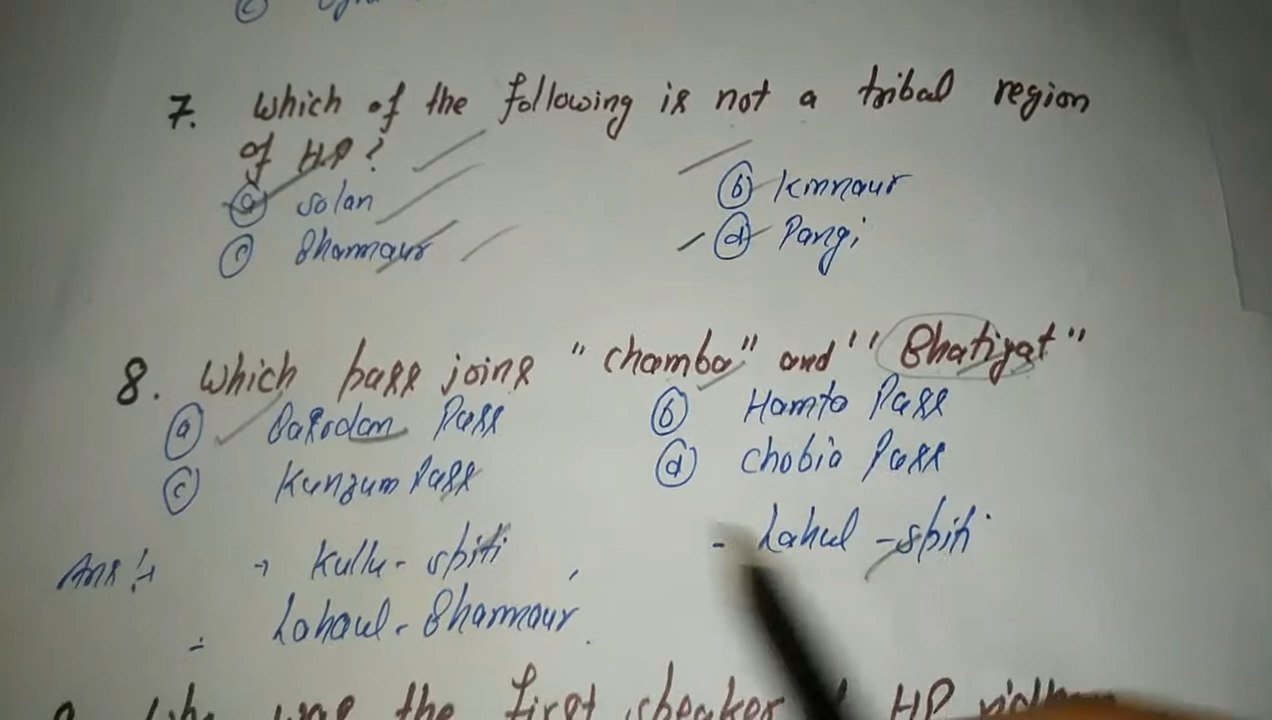 7. Which of the following is not a tribal region
of HP?
(a) Solan (b) Kinnaur
(c) Bharmaur (d) Pangi
8. Which pass joins "Chamba" and "Bhatiyat"
(a) Basodan Pass (b) Hamta Pass
(c) Kunzum Pass (d) Chobia Pass
Ans :→ → Kullu - Spiti - Lahul - Spiti
Lahaul - Bharmaur
the first speaker HP